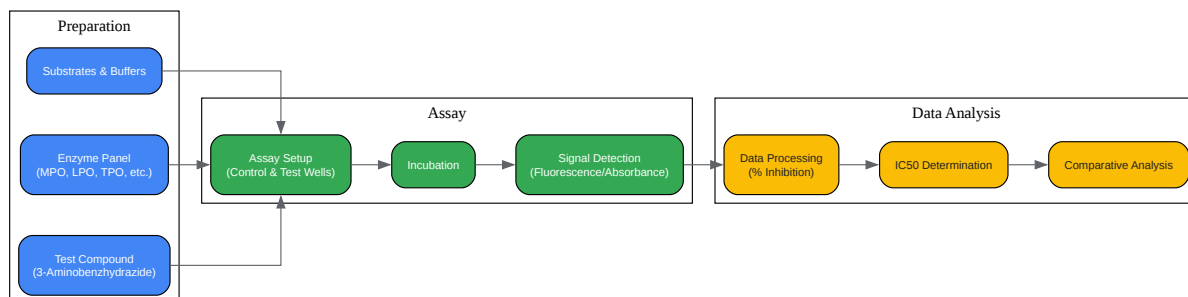 Preparation
Substrates & Buffers
Enzyme Panel
(MPO, LPO, TPO, etc.)
Test Compound
(3-Aminobenzhydrazide)
Assay
Assay Setup
(Control & Test Wells)
Incubation
Signal Detection
(Fluorescence/Absorbance)
Data Analysis
Data Processing
(% Inhibition)
IC50 Determination
Comparative Analysis